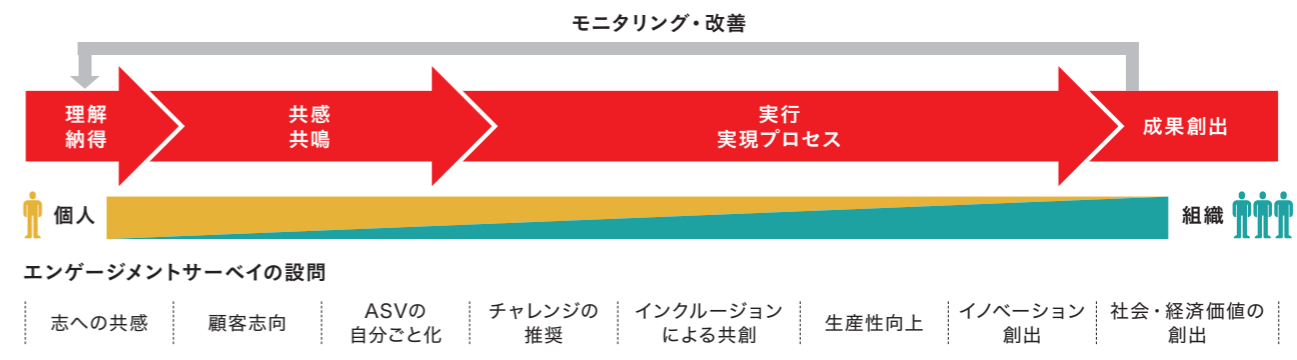 モニタリング・改善
理解
納得
共感
共鳴
実行
実現プロセス
成果創出
個人
組織
エンゲージメントサーベイの設問
志への共感
顧客志向
ASVの
自分ごと化
チャレンジの
推奨
インクルージョン
による共創
生産性向上
イノベーション
創出
社会・経済価値の
創出